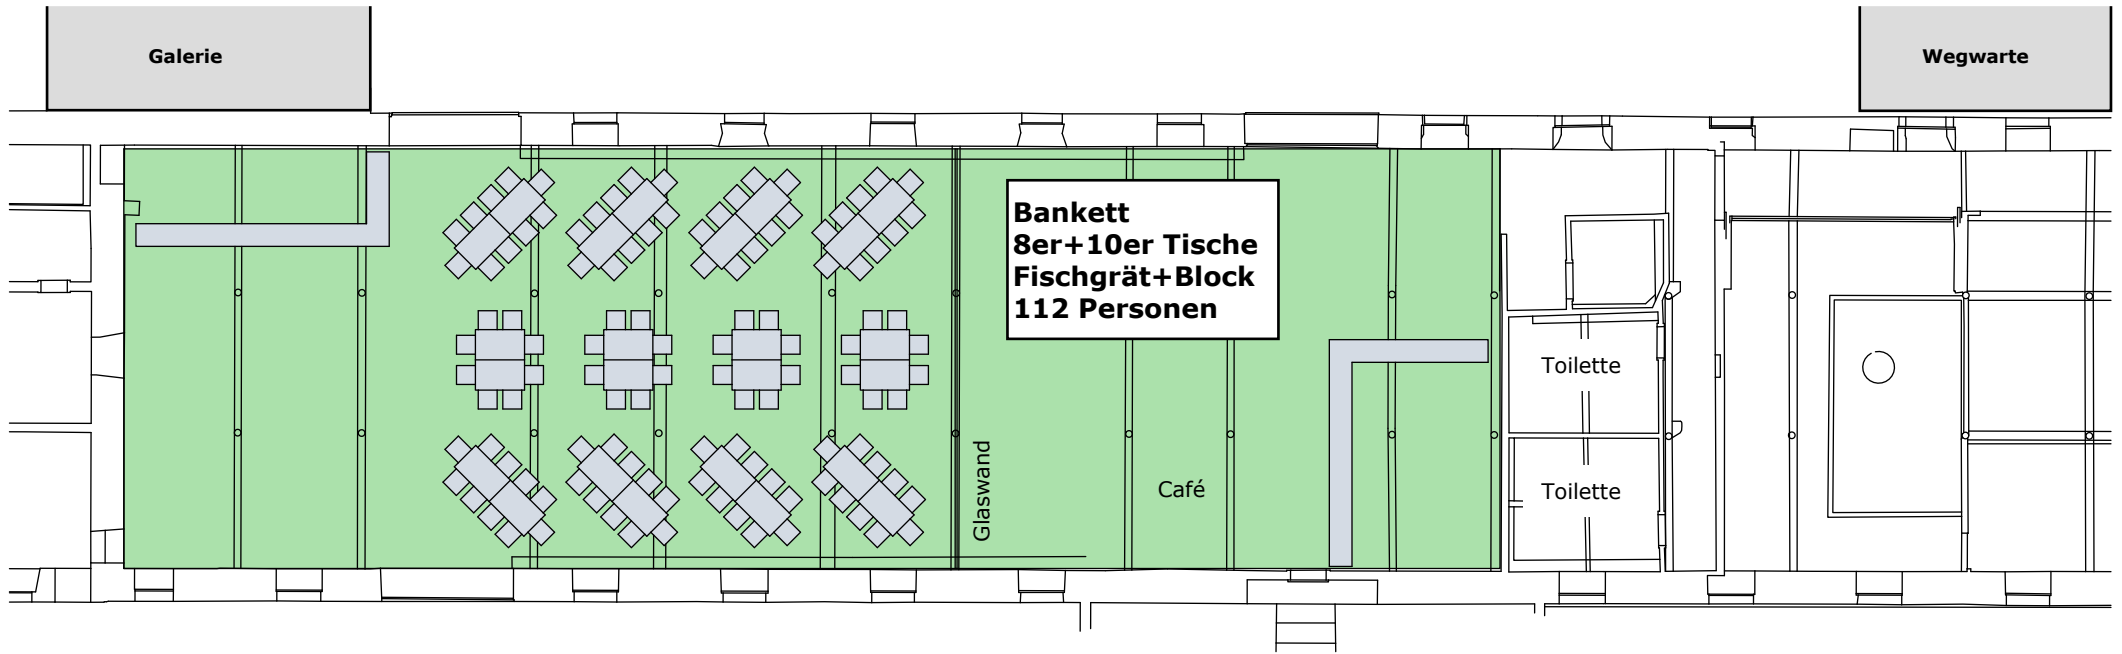 Galerie
Wegwarte
Bankett
8er+10er Tische
Fischgrät+Block
112 Personen
Toilette
Glaswand
Café
Toilette